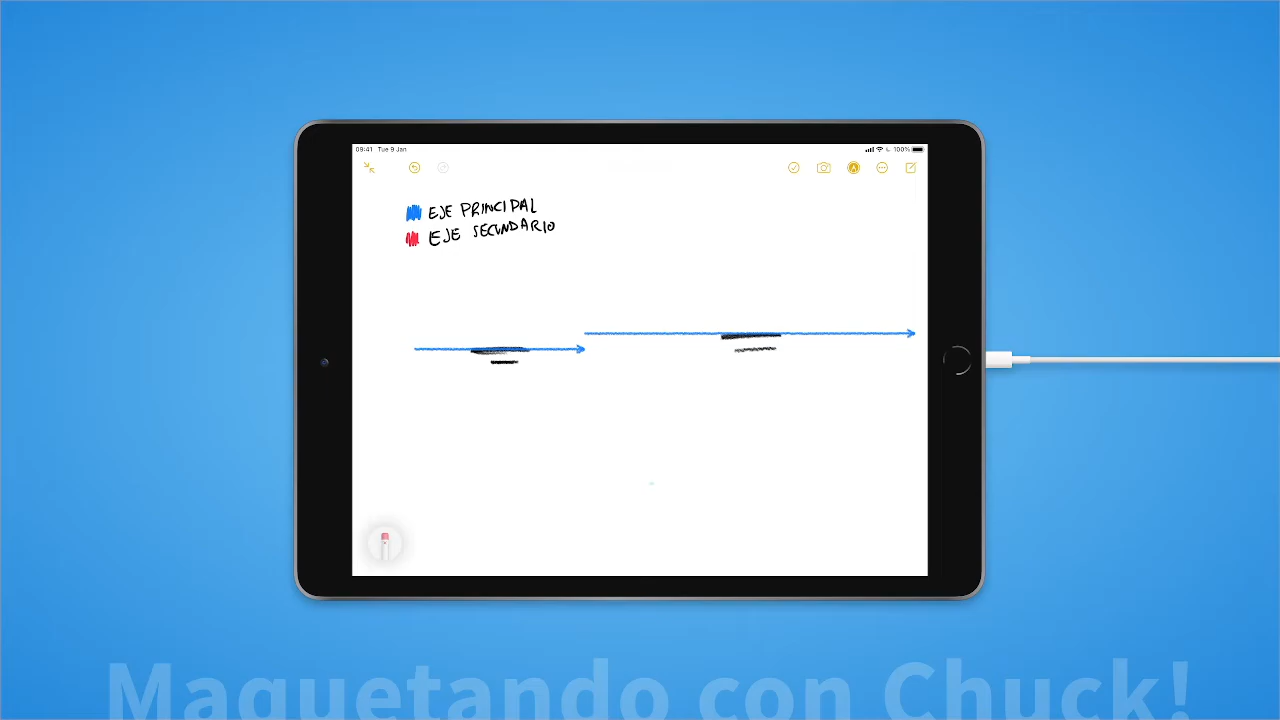 09:41 Tue 9 Jan 100%
EJE PRINCIPAL
EJE SECUNDARIO
Maquetando con Chuck!